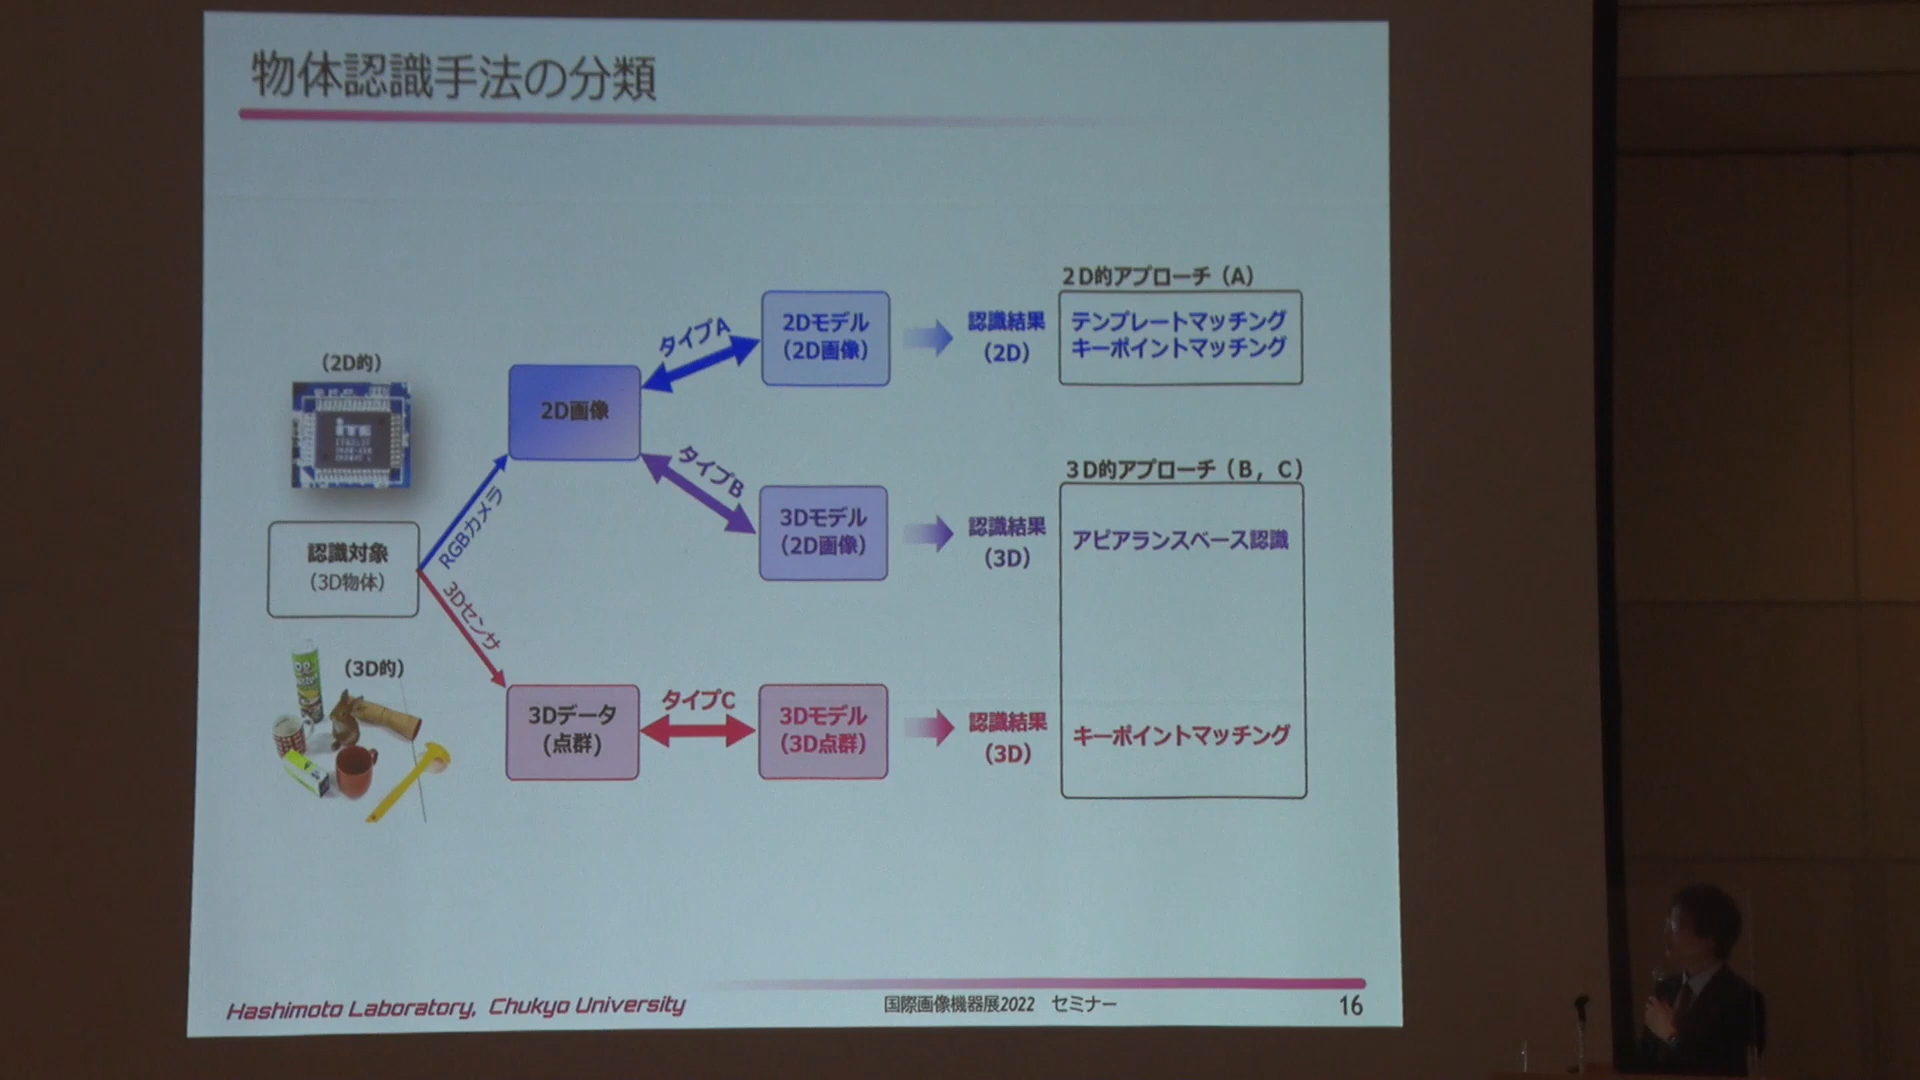 物体認識手法の分類
(2D的)
iTE
認識対象
(3D物体)
(3D的)
RGBカメラ
3Dセンサ
2D画像
3Dデータ
(点群)
タイプA
タイプB
タイプC
2Dモデル
(2D画像)
3Dモデル
(2D画像)
3Dモデル
(3D点群)
認識結果
(2D)
認識結果
(3D)
認識結果
(3D)
2D的アプローチ（A）
テンプレートマッチング
キーポイントマッチング
3D的アプローチ（B，C）
アピアランスベース認識
キーポイントマッチング
Hashimoto Laboratory, Chukyo University
国際画像機器展2022 セミナー
16